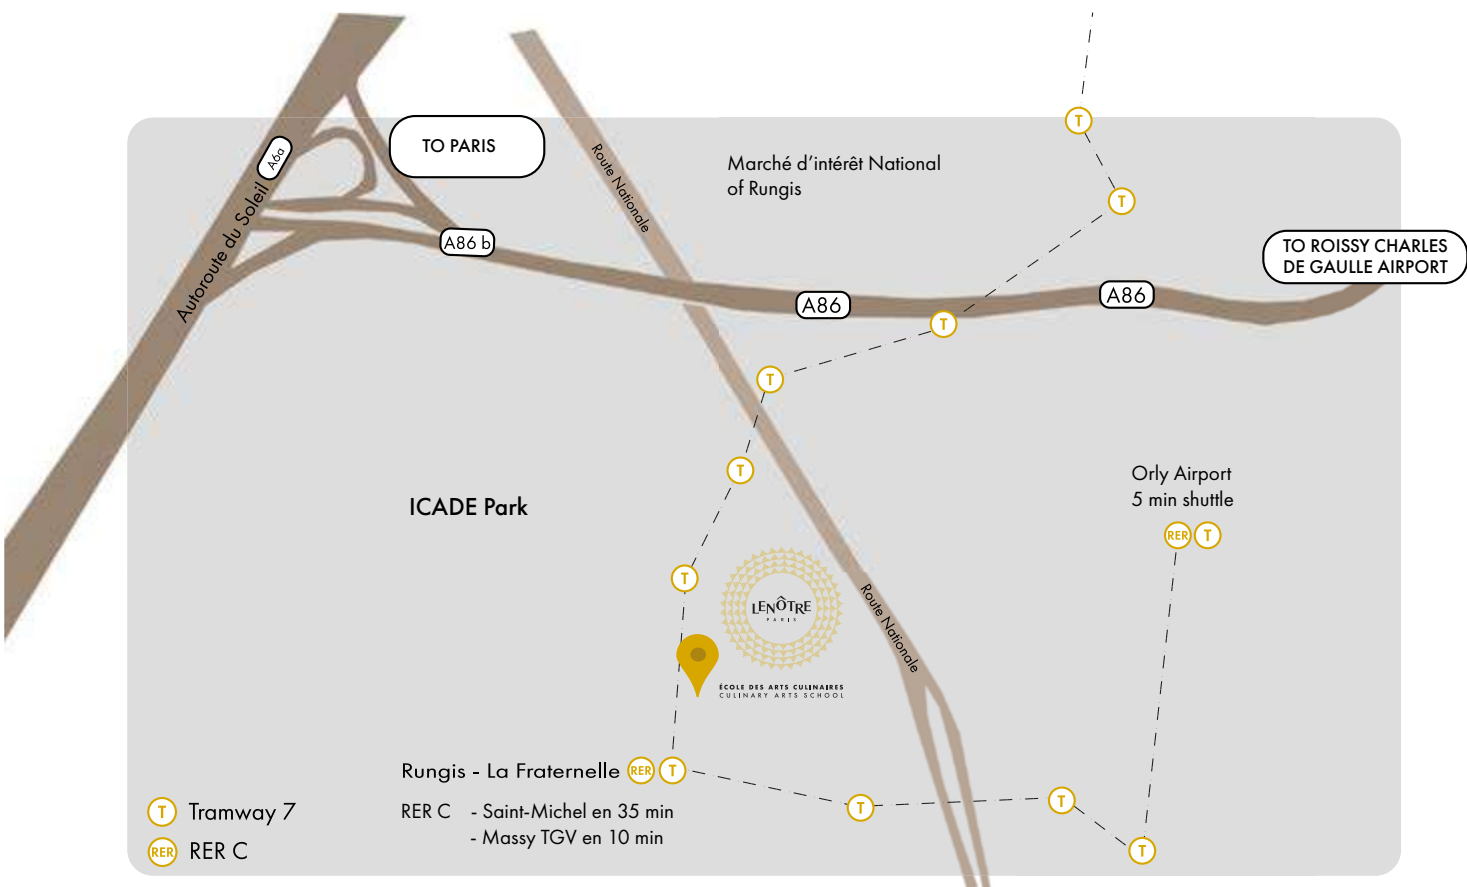 T
TO PARIS
A6a
Route Nationale
Marché d'intérêt National
of Rungis
T
Autoroute du Soleil
A86 b
TO ROISSY CHARLES
DE GAULLE AIRPORT
A86
A86
T
T
T
Orly Airport
5 min shuttle
ICADE Park
RER T
T
LENÔTRE
PARIS
Route Nationale
ÉCOLE DES ARTS CULINAIRES
CULINARY ARTS SCHOOL
Rungis - La Fraternelle RER T
T
T
T
RER C - Saint-Michel en 35 min
- Massy TGV en 10 min
T Tramway 7
RER RER C